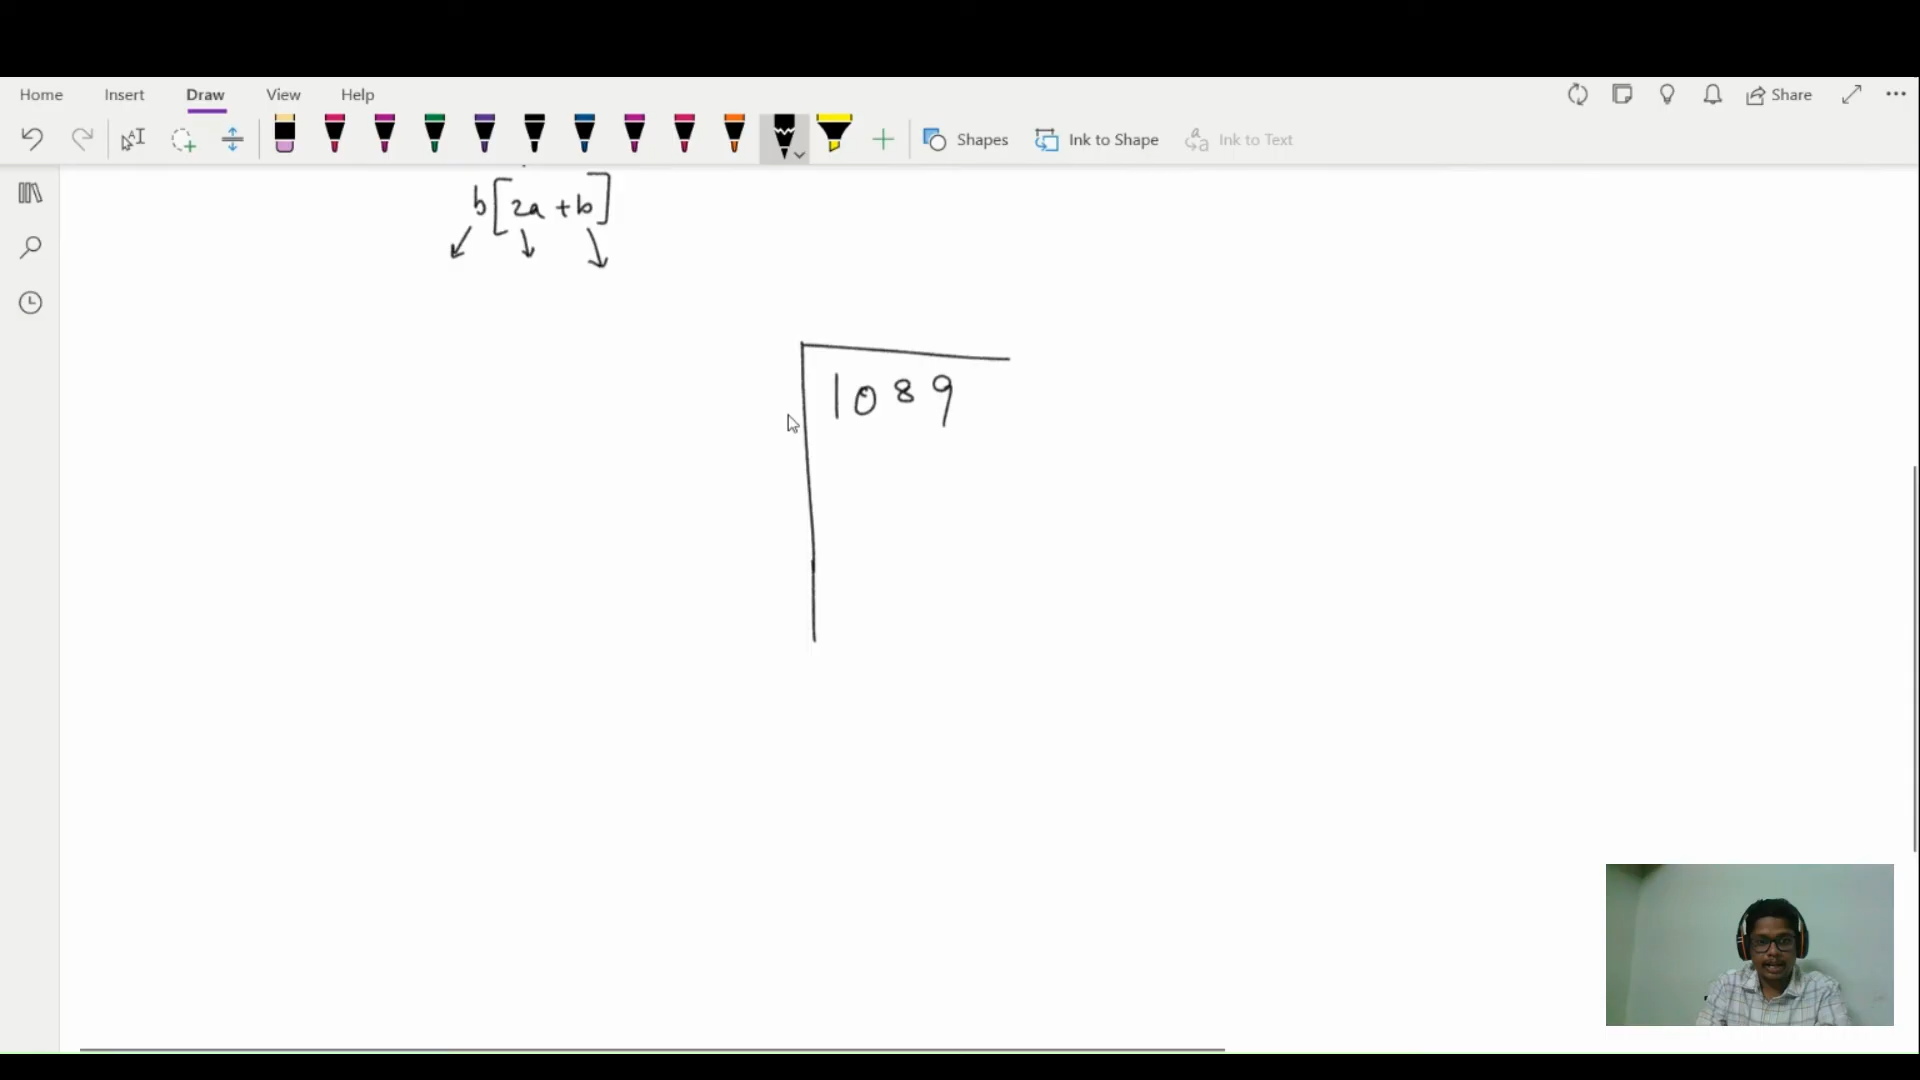 Home Insert Draw View Help Share
Shapes Ink to Shape Ink to Text
b[2a+b]
1089